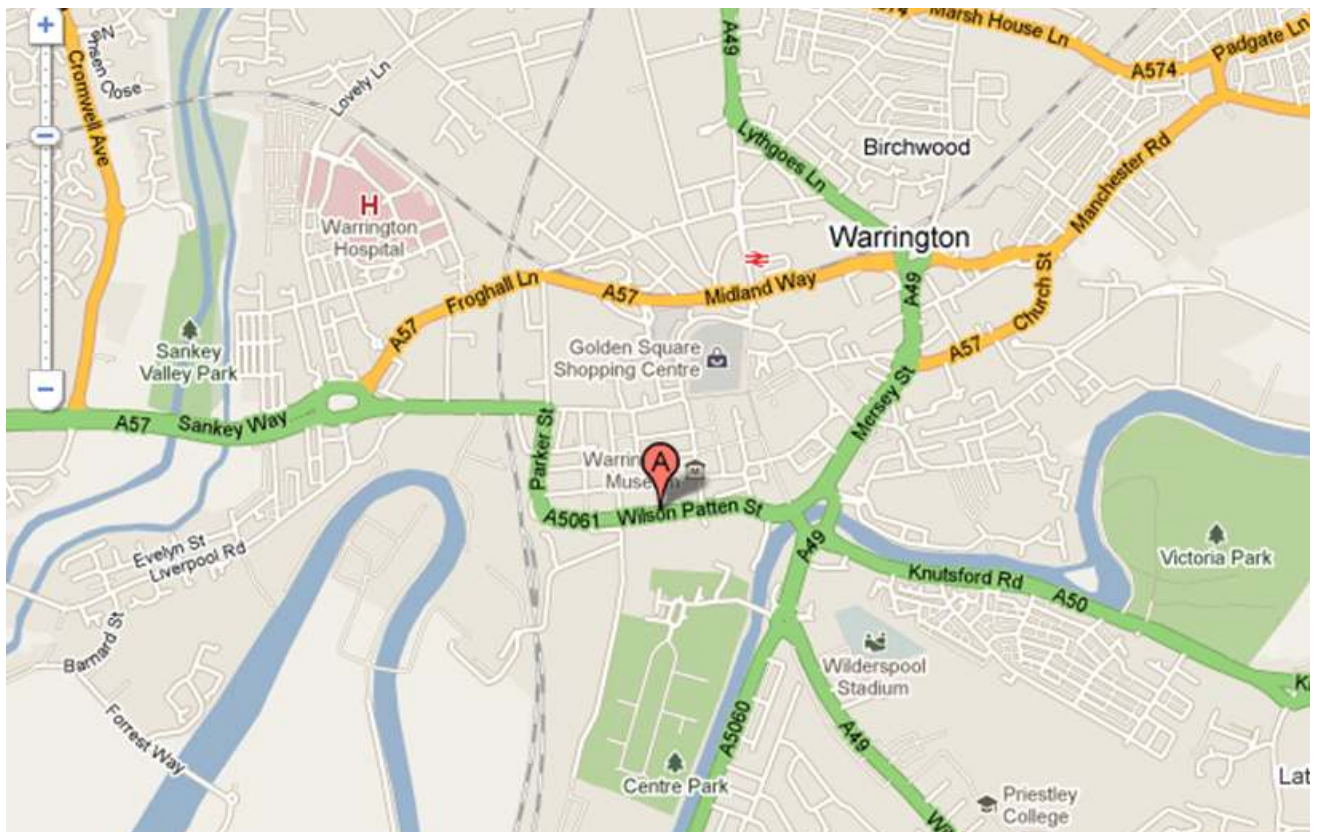 A574
Marsh House Ln
Padgate Ln
A574
A49
Cromwell Ave
Close
Lovely Ln
Lythgoes Ln
Birchwood
Manchester Rd
H
Warrington
Hospital
Warrington
A49
Froghall Ln
A57
Midland Way
Church St
A57
A57
Sankey
Valley Park
Golden Square
Shopping Centre
Mersey St
A57
Sankey Way
Parker St
A
A5061
Wilson Patten St
A49
Evelyn St
Liverpool Rd
Knutsford Rd
A50
Victoria Park
Barnard St
Wilderspool
Stadium
Forrest Way
A5060
A49
Centre Park
Priestley
College
Lat